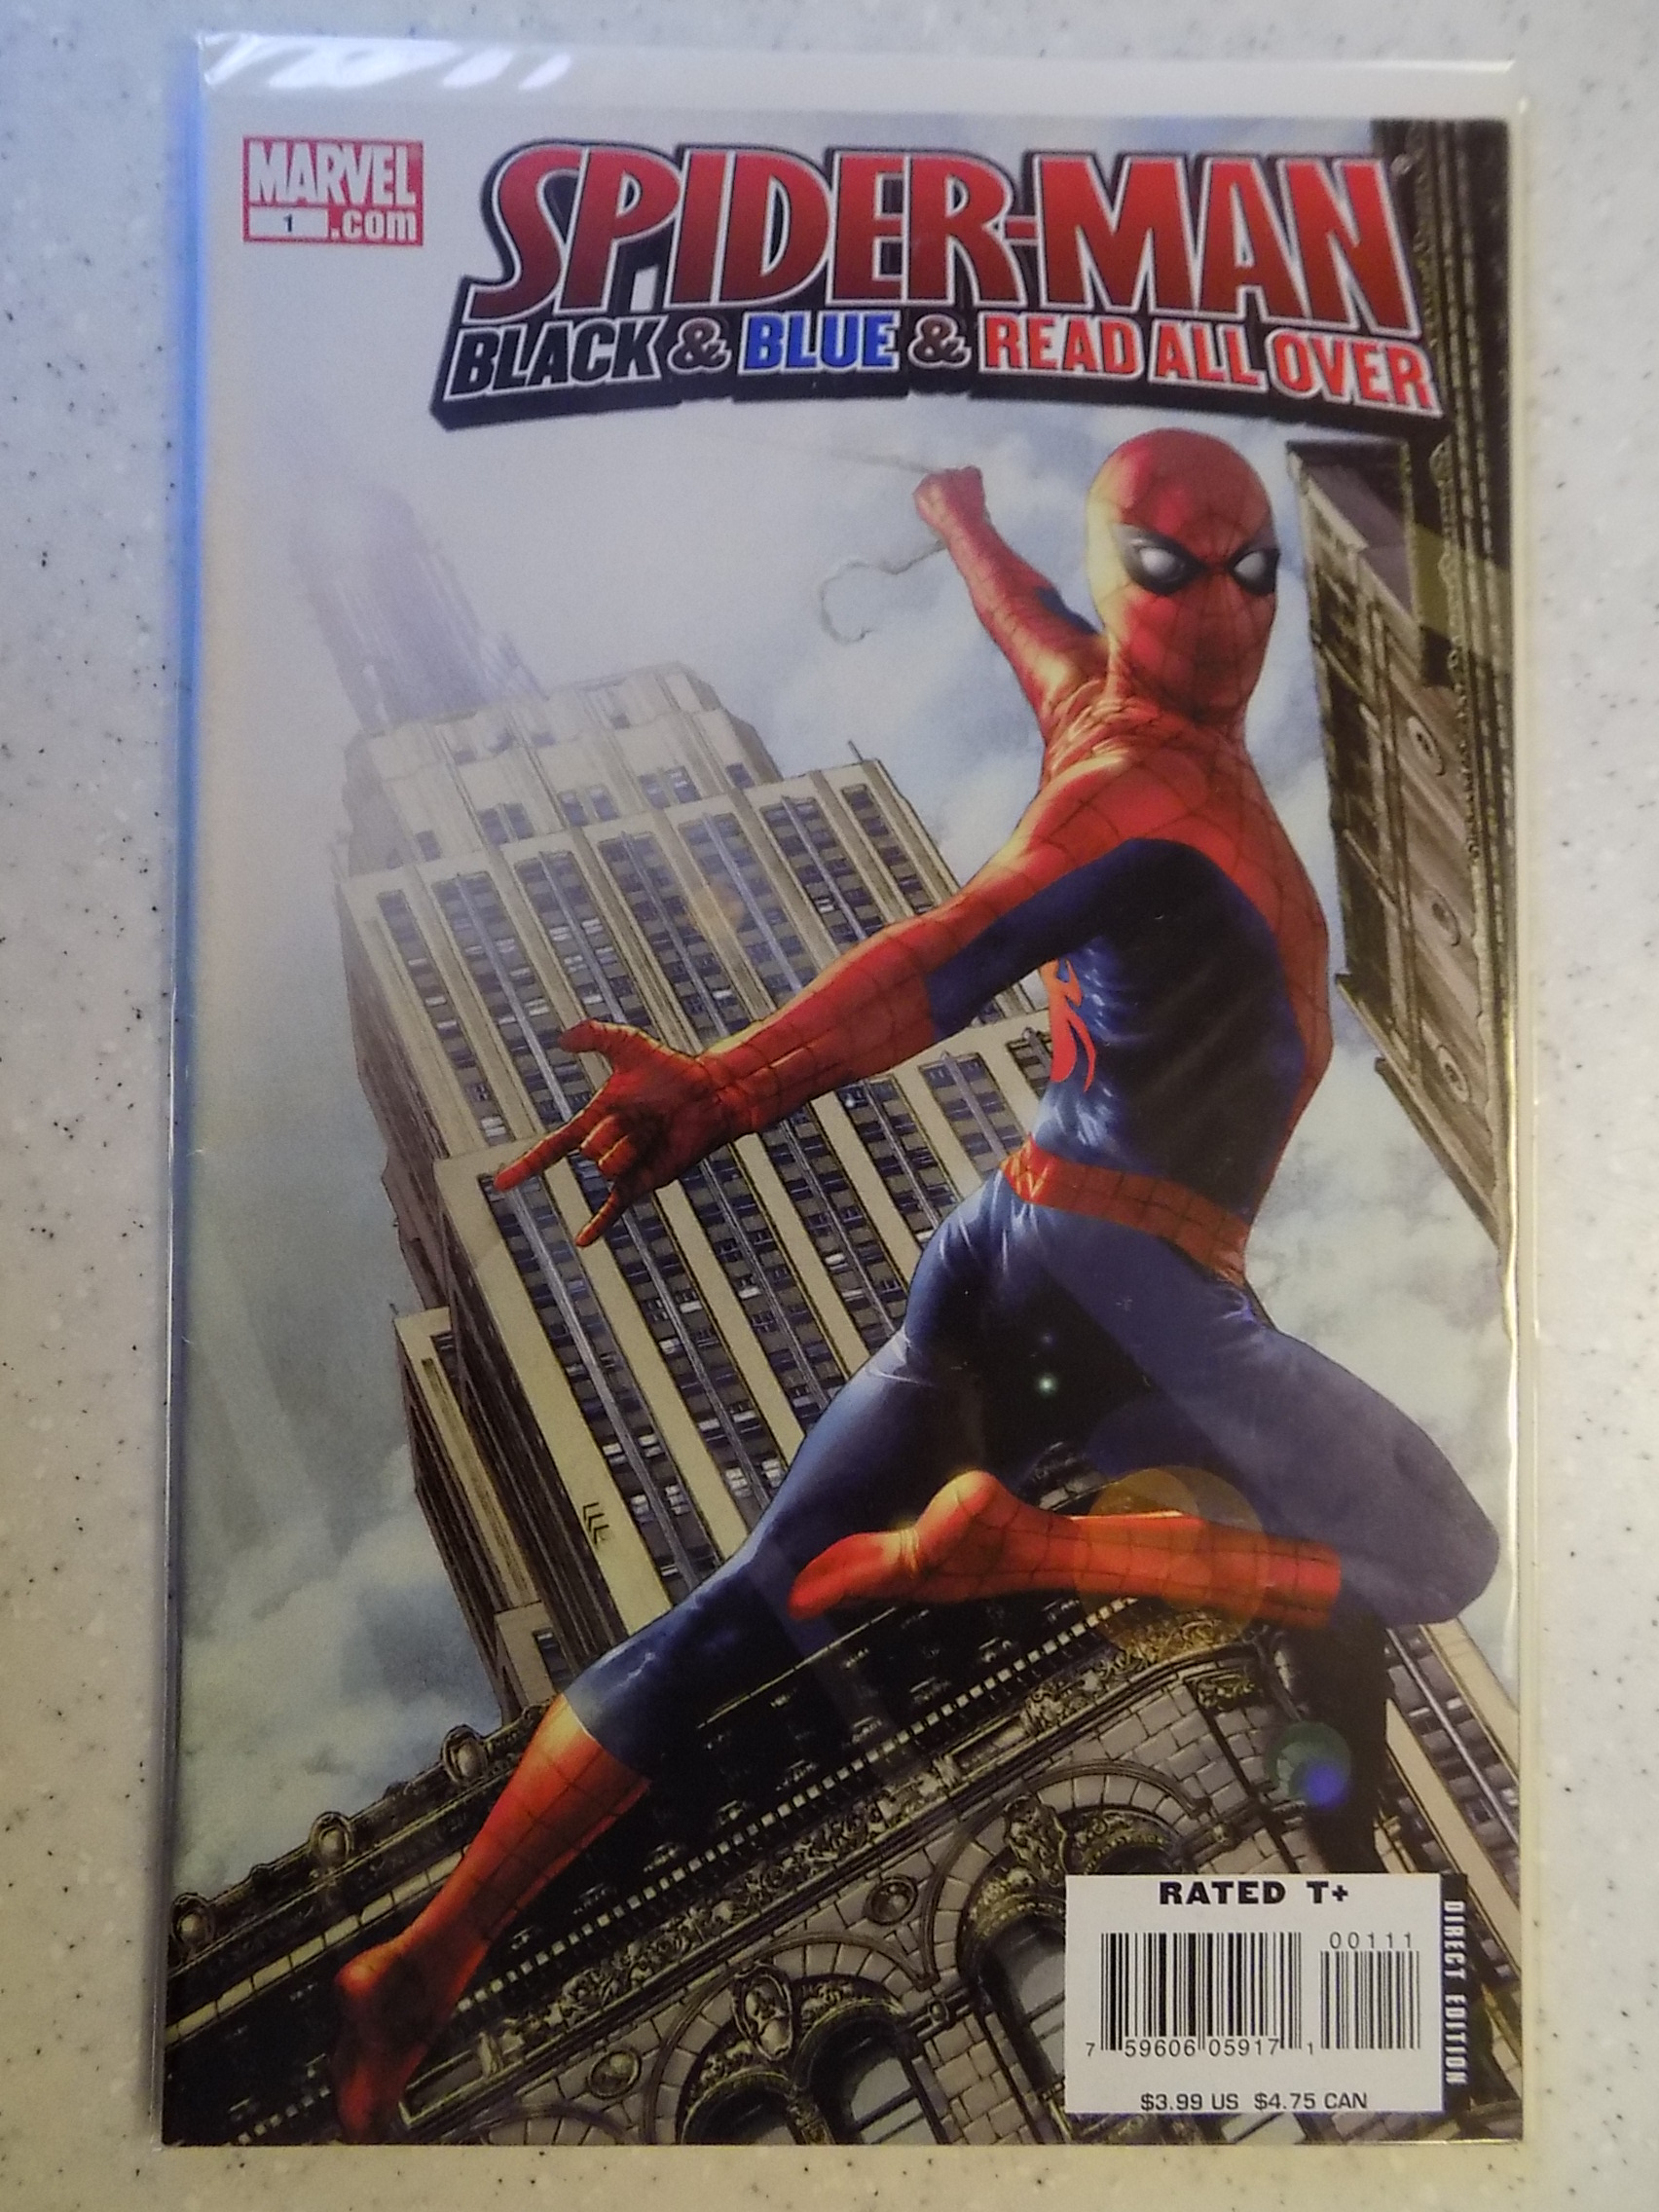 MARVEL
1 .com
SPIDER-MAN
BLACK & BLUE & READ ALL OVER
RATED T+
00111
7 59606 05917 1
$3.99 US $4.75 CAN
DIRECT EDITION